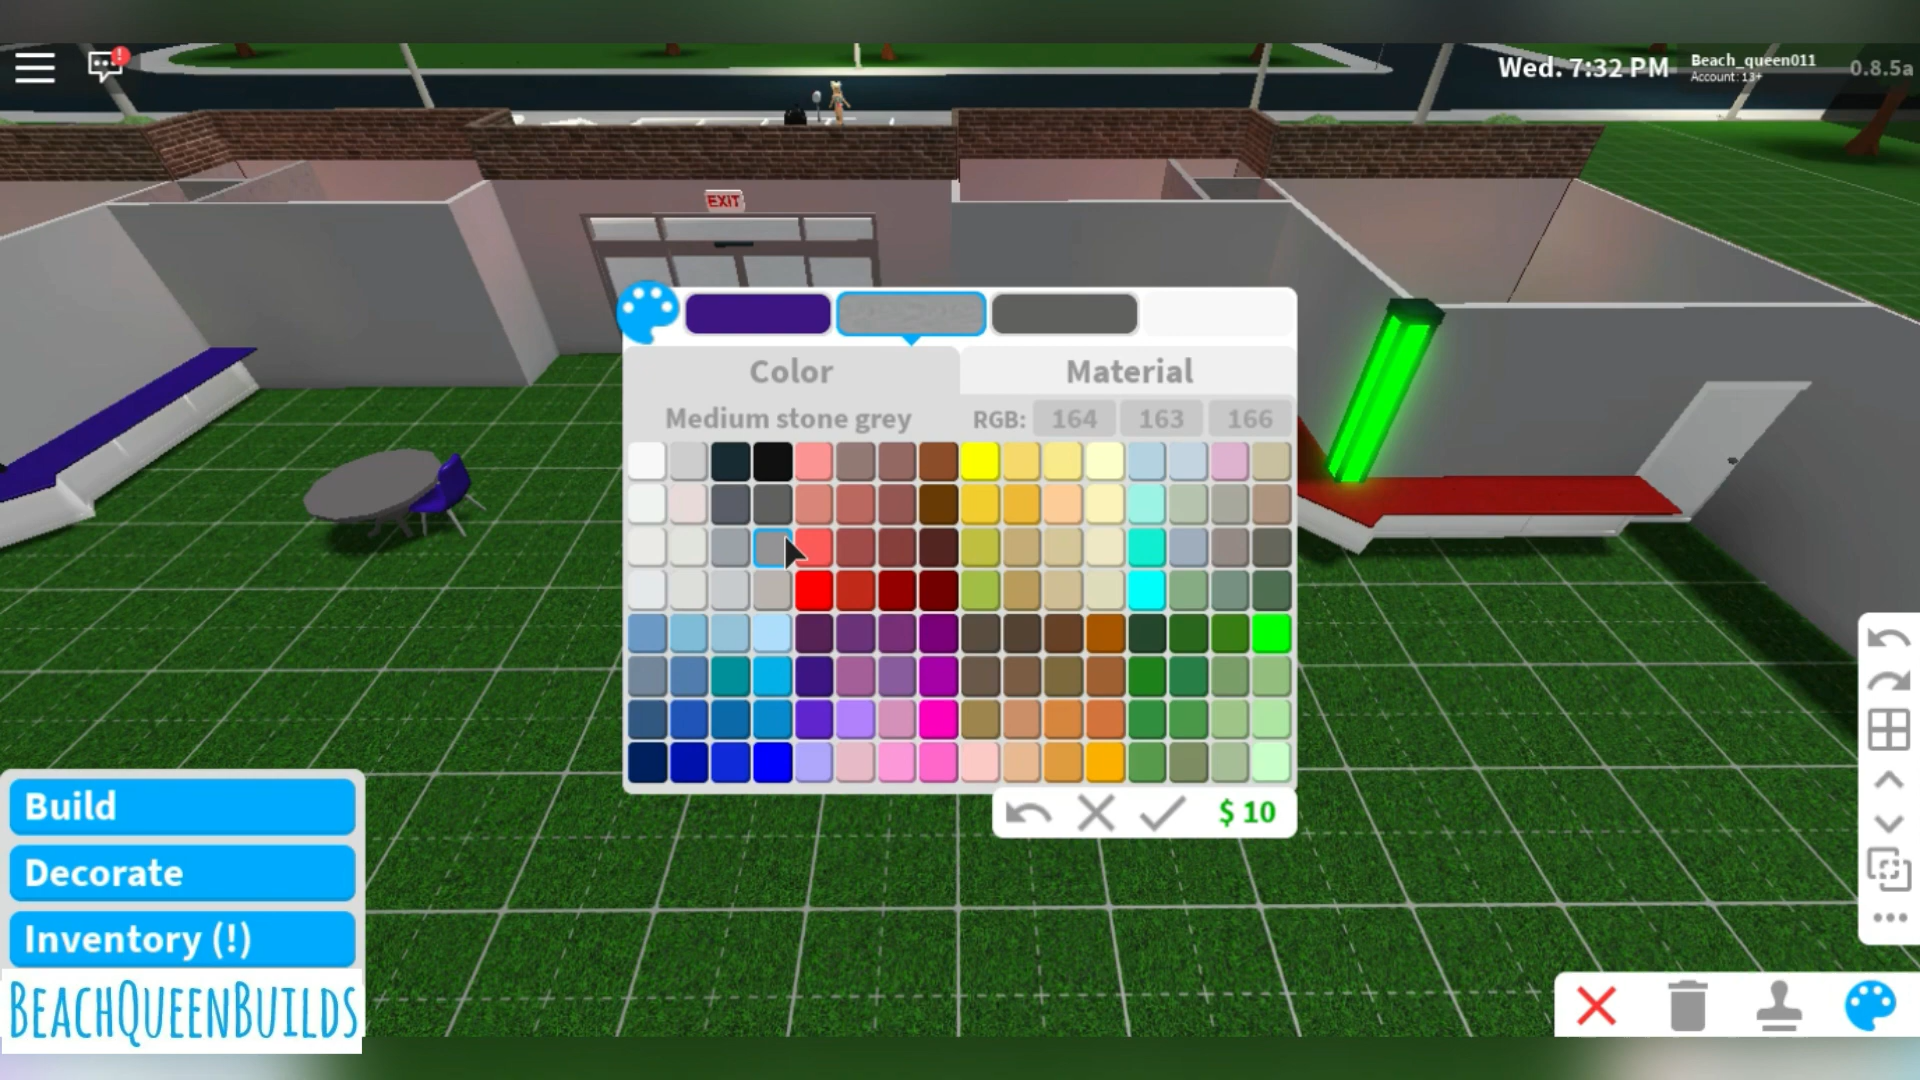 Wed. 7:32 PM
Beach_queen011
Account: 13+
0.8.5a
EXIT
Color
Material
Medium stone grey
RGB: 164 163 166
$ 10
Build
Decorate
Inventory (!)
BEACHQUEENBUILDS